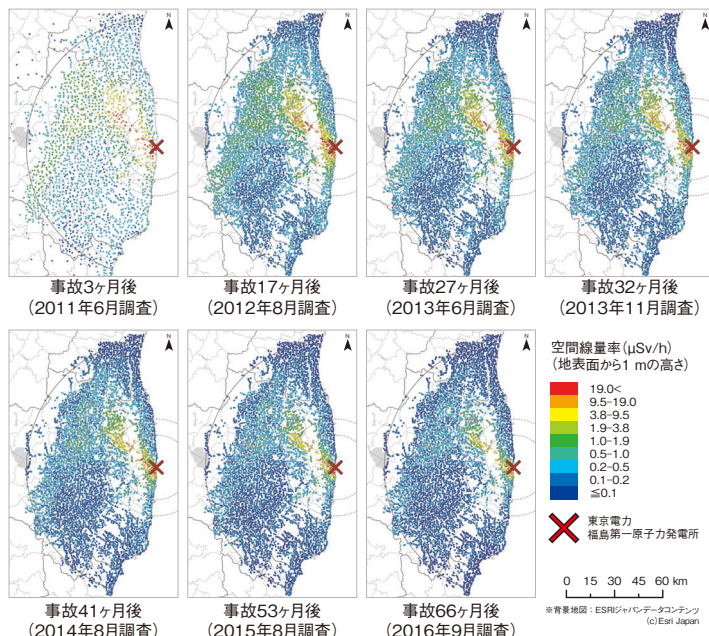 N
N
N
N
事故3ヶ月後
(2011年6月調査)
事故17ヶ月後
(2012年8月調査)
事故27ヶ月後
(2013年6月調査)
事故32ヶ月後
(2013年11月調査)
N
N
N
事故41ヶ月後
(2014年8月調査)
事故53ヶ月後
(2015年8月調査)
事故66ヶ月後
(2016年9月調査)
空間線量率(μSv/h)
(地表面から1 mの高さ)
19.0<
9.5-19.0
3.8-9.5
1.9-3.8
1.0-1.9
0.5-1.0
0.2-0.5
0.1-0.2
≦0.1
東京電力
福島第一原子力発電所
0 15 30 45 60 km
※背景地図:ESRIジャパンデータコンテンツ
(c)Esri Japan